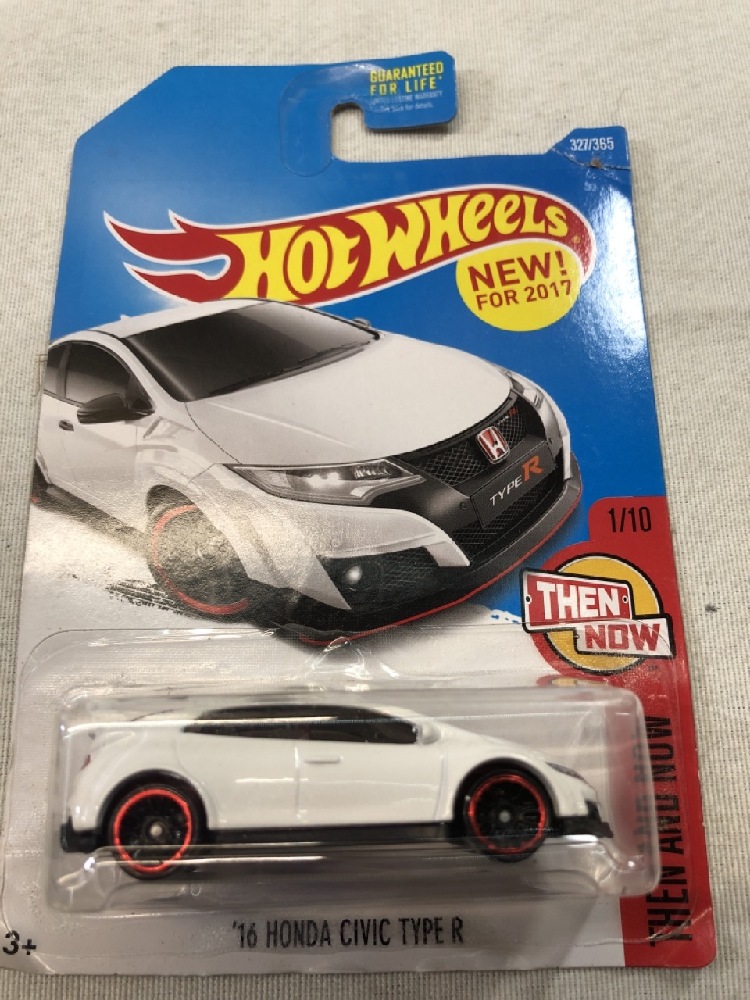 GUARANTEED
FOR LIFE*
327/365
HOT WHEELS
NEW!
FOR 2017
TYPE R
1/10
THEN
NOW
THEN AND NOW
'16 HONDA CIVIC TYPE R
3+